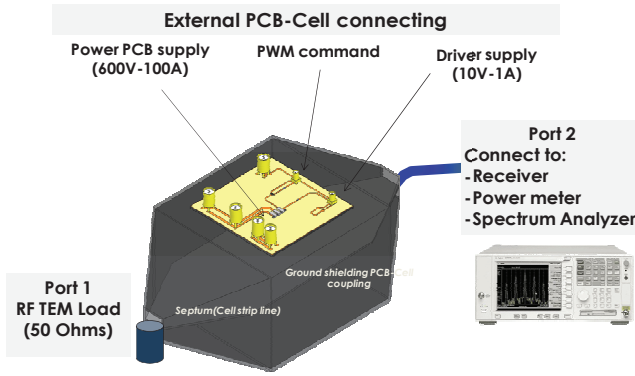 External PCB-Cell connecting
Power PCB supply
(600V-100A)
PWM command
Driver supply
(10V-1A)
Port 2
Connect to:
-Receiver
-Power meter
-Spectrum Analyzer
Ground shielding PCB-Cell
coupling
Septum(Cell strip line)
Port 1
RF TEM Load
(50 Ohms)